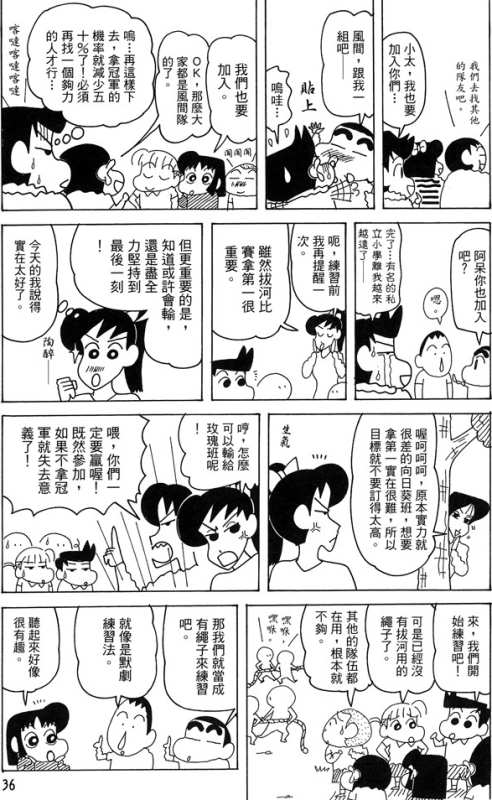 我們去找其他
的隊友吧。
小太，我也要
加入你們…
風間，跟我一
組吧——
貼上
嗚哇…
我們也要
加入。
OK，那麼大
家都是風間隊
的了。
鬧鬧鬧
嗚…再這樣下
去，拿冠軍的
機率就減少五
十％了！必須
再找一個夠力
的人才行…
喀噠喀噠喀噠
阿呆你也加入
吧？
嗯。
完了…有名的私
立小學離我越來
越遠了…
呃，練習前
我再提醒一
次。
雖然拔河比
賽拿第一很
重要。
但更重要的是，
知道或許會輸，
還是盡全
力堅持到
最後一刻
！
今天的我說得
實在太好了。
陶醉
喔呵呵呵，原本實力就
很差的向日葵班，想要
拿第一實在很難，所以
目標就不要訂得太高。
生氣
哼，怎麼
可以輸給
玫瑰班呢
！
喂，你們一
定要贏喔！
既然參加，
如果不拿冠
軍就失去意
義了！
來，我們開
始練習吧！
可是已經沒
有拔河用的
繩子了。
其他的隊伍都
在用，根本就
不夠。
嘿咻，
嘿咻。
那我們就當成
有繩子來練習
吧。
就像是默劇
練習法。
聽起來好像
很有趣。
36